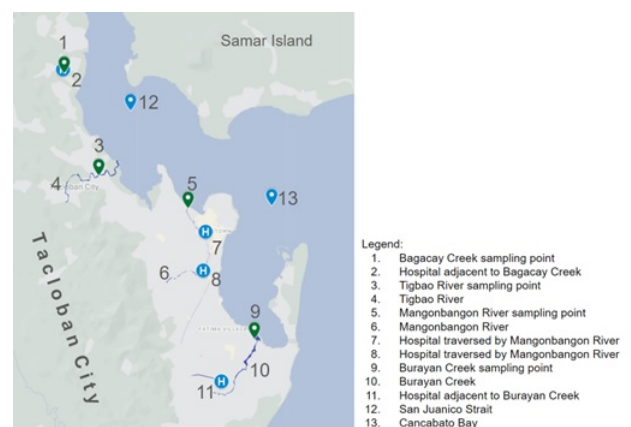 Samar Island
1
H
2
12
3
4
Tacloban City
5
13
H
7
6
H
8
9
10
H
11
Tacloban City
Legend:
1. Bagacay Creek sampling point
2. Hospital adjacent to Bagacay Creek
3. Tigbao River sampling point
4. Tigbao River
5. Mangonbangon River sampling point
6. Mangonbangon River
7. Hospital traversed by Mangonbangon River
8. Hospital traversed by Mangonbangon River
9. Burayan Creek sampling point
10. Burayan Creek
11. Hospital adjacent to Burayan Creek
12. San Juanico Strait
13. Cancabato Bay